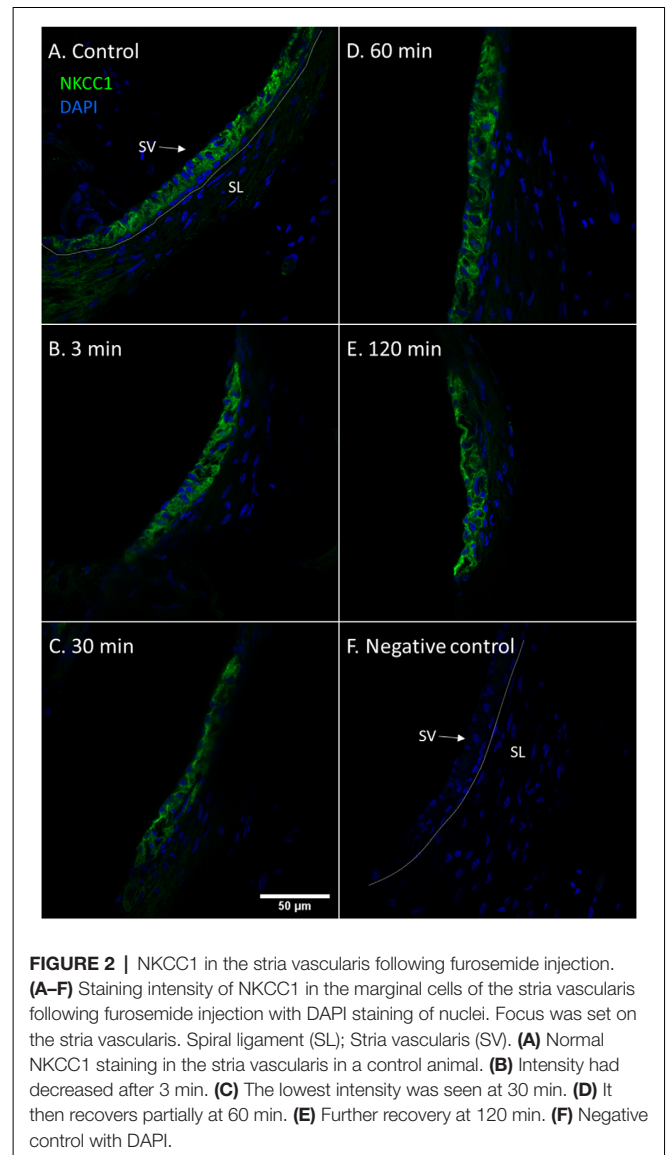 A. Control
NKCC1
DAPI
SV
SL
D. 60 min
B. 3 min
E. 120 min
C. 30 min
50 µm
F. Negative control
SV
SL
FIGURE 2 | NKCC1 in the stria vascularis following furosemide injection.
(A–F) Staining intensity of NKCC1 in the marginal cells of the stria vascularis
following furosemide injection with DAPI staining of nuclei. Focus was set on
the stria vascularis. Spiral ligament (SL); Stria vascularis (SV). (A) Normal
NKCC1 staining in the stria vascularis in a control animal. (B) Intensity had
decreased after 3 min. (C) The lowest intensity was seen at 30 min. (D) It
then recovers partially at 60 min. (E) Further recovery at 120 min. (F) Negative
control with DAPI.